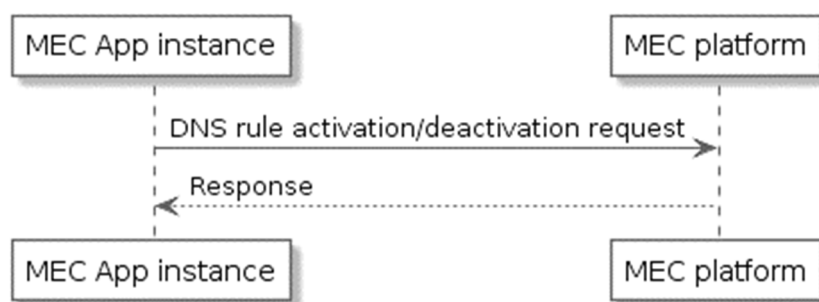 MEC App instance
MEC platform
DNS rule activation/deactivation request
Response
MEC App instance
MEC platform